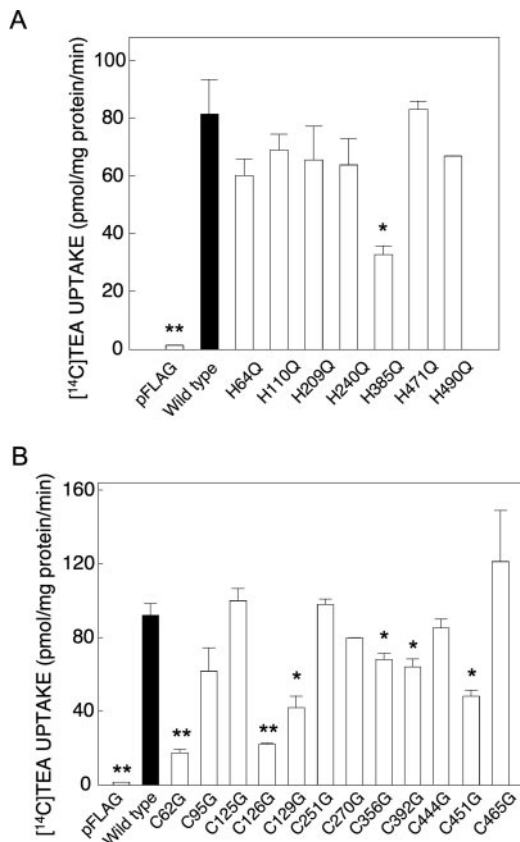 A
[¹⁴C]TEA UPTAKE (pmol/mg protein/min)
100
80
60
40
20
0
**
*
pFLAG
Wild type
H64Q
H110Q
H209Q
H240Q
H385Q
H471Q
H490Q
B
[¹⁴C]TEA UPTAKE (pmol/mg protein/min)
160
120
80
40
0
**
**
**
*
*
*
*
pFLAG
Wild type
C62G
C95G
C125G
C126G
C129G
C251G
C270G
C356G
C392G
C444G
C451G
C465G